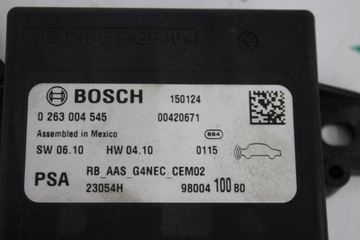 BOSCH 150124
0 263 004 545 00420671
Assembled in Mexico 664
SW 06.10 HW 04.10 0115
PSA RB_AAS_G4NEC_CEM02
23054H 98004 100 80